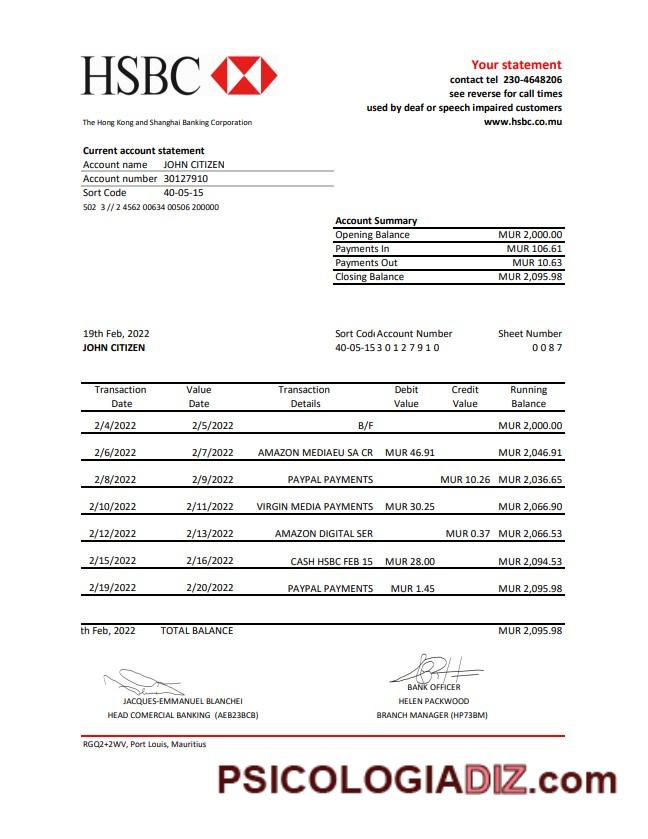 HSBC
Your statement
contact tel 230-4648206
see reverse for call times
used by deaf or speech impaired customers
www.hsbc.co.mu
The Hong Kong and Shanghai Banking Corporation
Current account statement
Account name JOHN CITIZEN
Account number 30127910
Sort Code 40-05-15
502 3 // 2 4562 00634 00506 200000
Account Summary
Opening Balance MUR 2,000.00
Payments In MUR 106.61
Payments Out MUR 10.63
Closing Balance MUR 2,095.98
19th Feb, 2022 Sort Cod Account Number Sheet Number
JOHN CITIZEN 40-05-15 3 0 1 2 7 9 1 0 0 0 8 7
Transaction Value Transaction Debit Credit Running
Date Date Details Value Value Balance
2/4/2022 2/5/2022 B/F MUR 2,000.00
2/6/2022 2/7/2022 AMAZON MEDIAEU SA CR MUR 46.91 MUR 2,046.91
2/8/2022 2/9/2022 PAYPAL PAYMENTS MUR 10.26 MUR 2,036.65
2/10/2022 2/11/2022 VIRGIN MEDIA PAYMENTS MUR 30.25 MUR 2,066.90
2/12/2022 2/13/2022 AMAZON DIGITAL SER MUR 0.37 MUR 2,066.53
2/15/2022 2/16/2022 CASH HSBC FEB 15 MUR 28.00 MUR 2,094.53
2/19/2022 2/20/2022 PAYPAL PAYMENTS MUR 1.45 MUR 2,095.98
th Feb, 2022 TOTAL BALANCE MUR 2,095.98
BANK OFFICER
JACQUES-EMMANUEL BLANCHEI HELEN PACKWOOD
HEAD COMERCIAL BANKING (AEB23BCB) BRANCH MANAGER (HP73BM)
RGQ2+2WV, Port Louis, Mauritius
PSICOLOGIADIZ.com